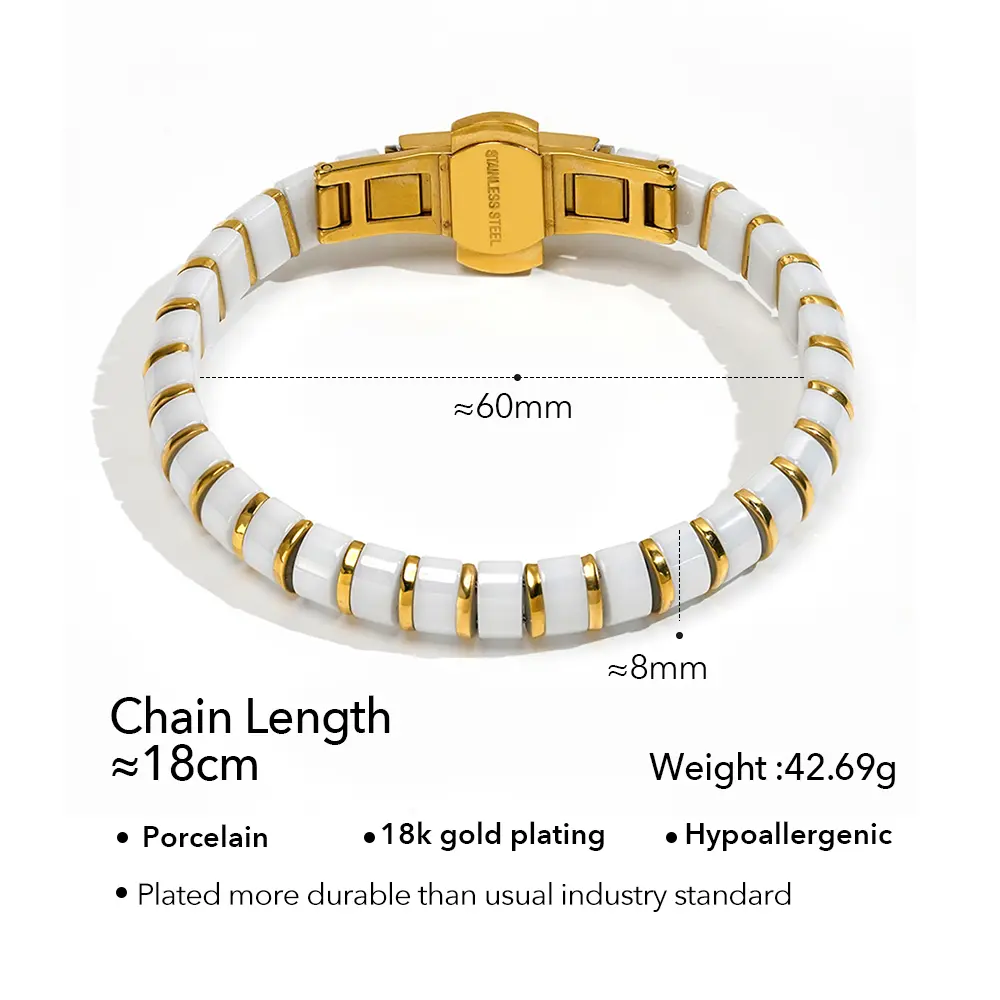 STAINLESS STEEL
≈60mm
≈8mm
Chain Length
≈18cm
Weight :42.69g
• Porcelain
•18k gold plating
•Hypoallergenic
• Plated more durable than usual industry standard